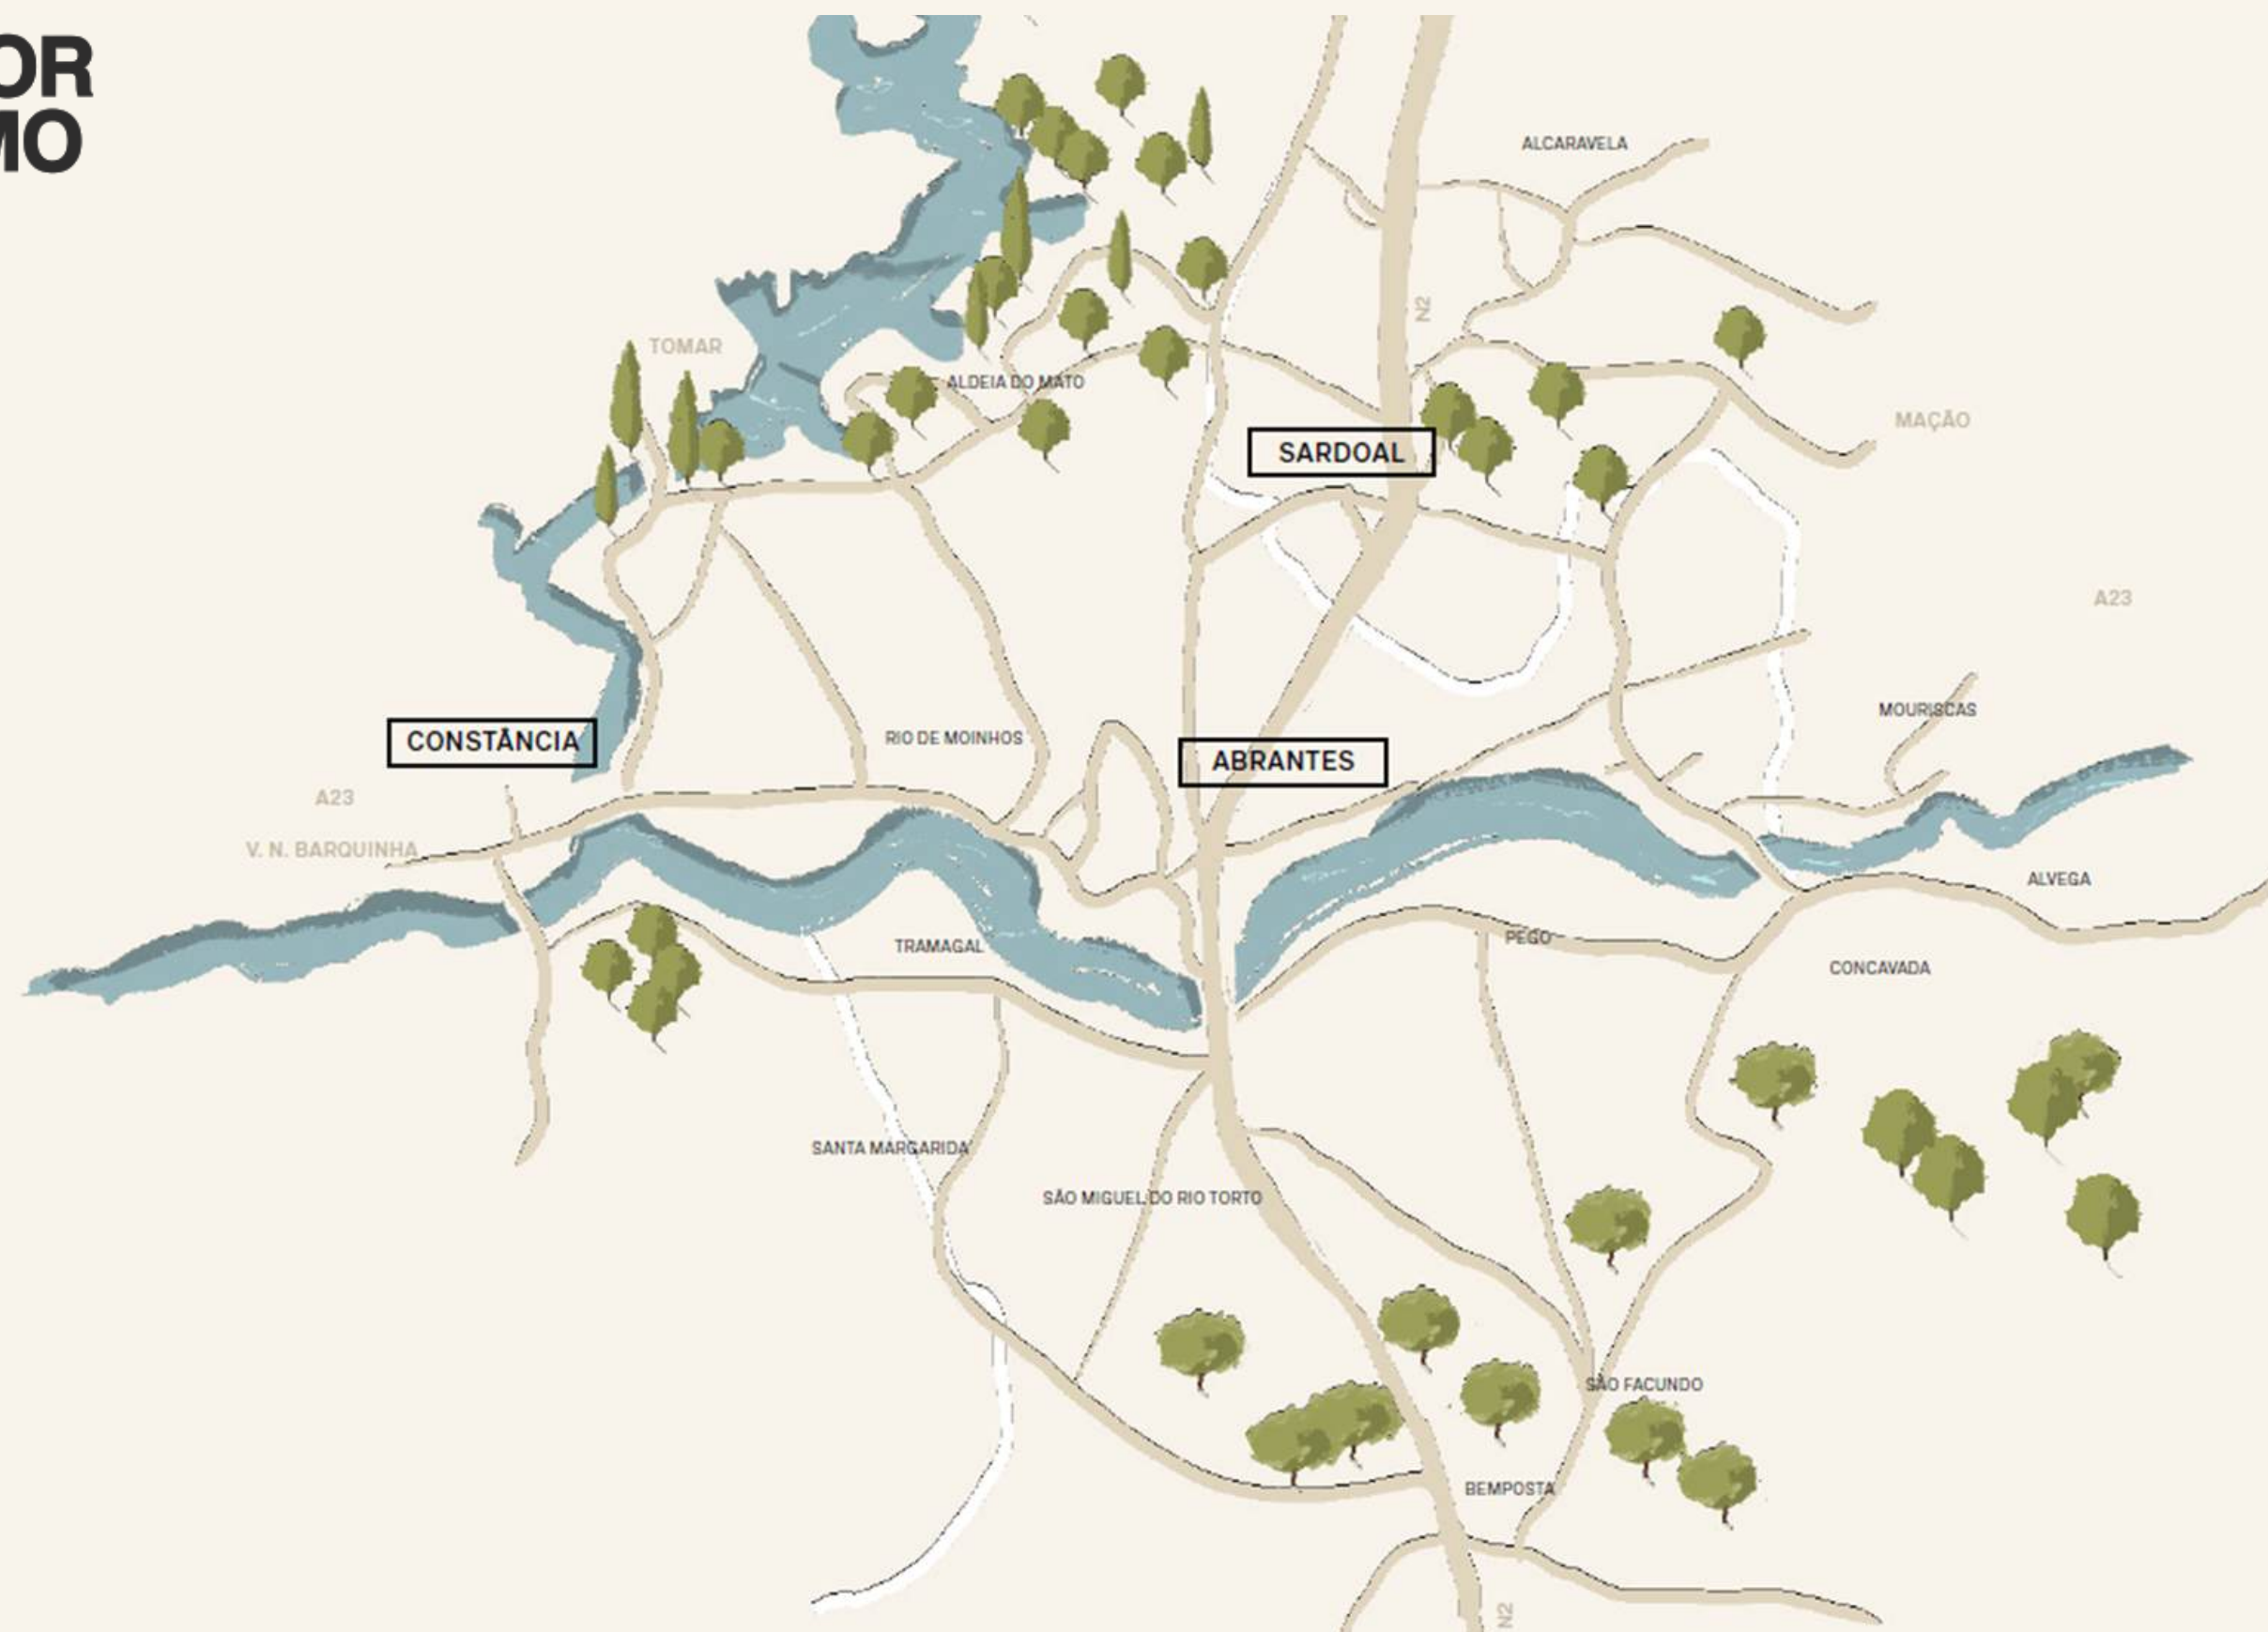 OR
MO
ALCARAVELA
N2
TOMAR
ALDEIA DO MATO
MAÇÃO
SARDOAL
A23
MOURISCAS
CONSTÂNCIA
RIO DE MOINHOS
ABRANTES
A23
V. N. BARQUINHA
ALVEGA
TRAMAGAL
PEGO
CONCAVADA
SANTA MARGARIDA
SÃO MIGUEL DO RIO TORTO
SÃO FACUNDO
BEMPOSTA
N2